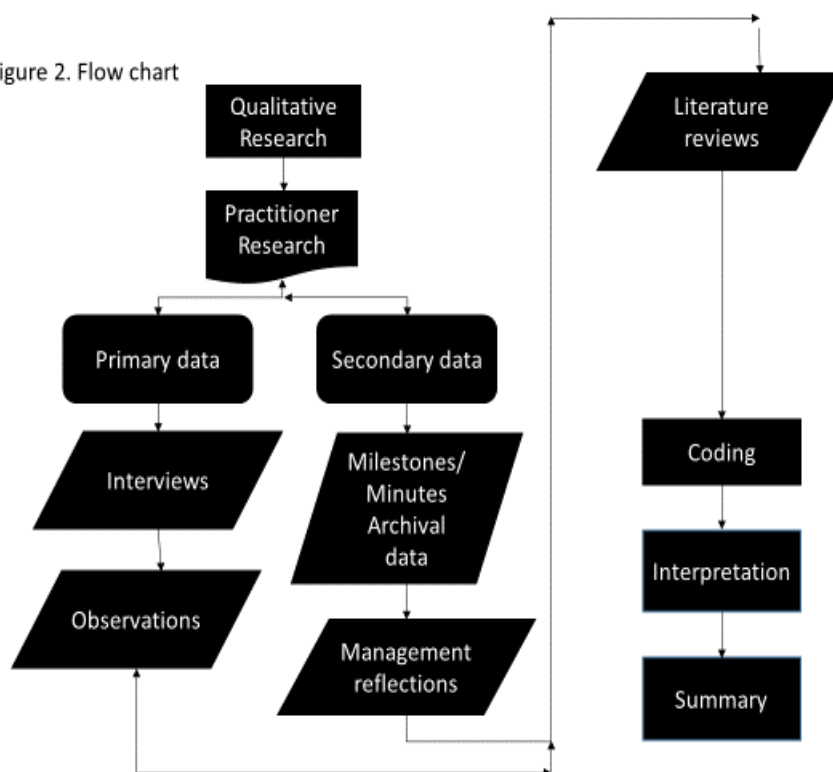 igure 2. Flow chart
Qualitative
Research
Practitioner
Research
Primary data
Secondary data
Interviews
Milestones/
Minutes
Archival
data
Observations
Management
reflections
Literature
reviews
Coding
Interpretation
Summary